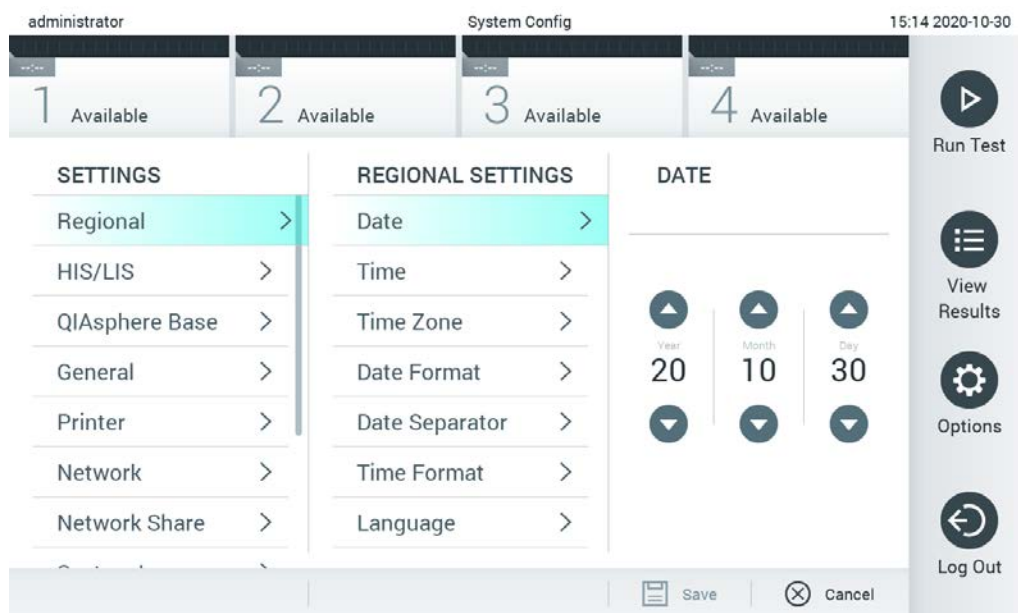 administrator System Config 15:14 2020-10-30
--:-- --:-- --:-- --:--
1 Available 2 Available 3 Available 4 Available
Run Test
SETTINGS
Regional
HIS/LIS
QIAsphere Base
General
Printer
Network
Network Share
REGIONAL SETTINGS
Date
Time
Time Zone
Date Format
Date Separator
Time Format
Language
DATE
Year Month Day
20 10 30
View
Results
Options
Log Out
Save Cancel